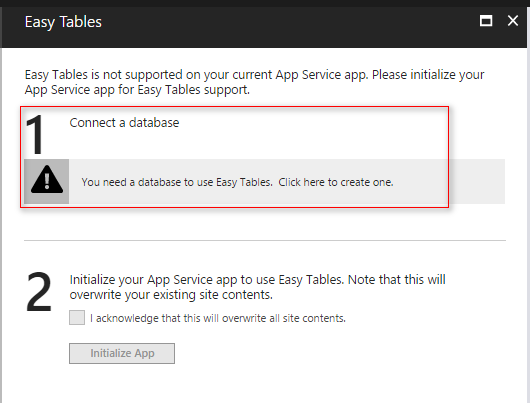 Easy Tables
Easy Tables is not supported on your current App Service app. Please initialize your
App Service app for Easy Tables support.
1
Connect a database
You need a database to use Easy Tables. Click here to create one.
2
Initialize your App Service app to use Easy Tables. Note that this will
overwrite your existing site contents.
I acknowledge that this will overwrite all site contents.
Initialize App